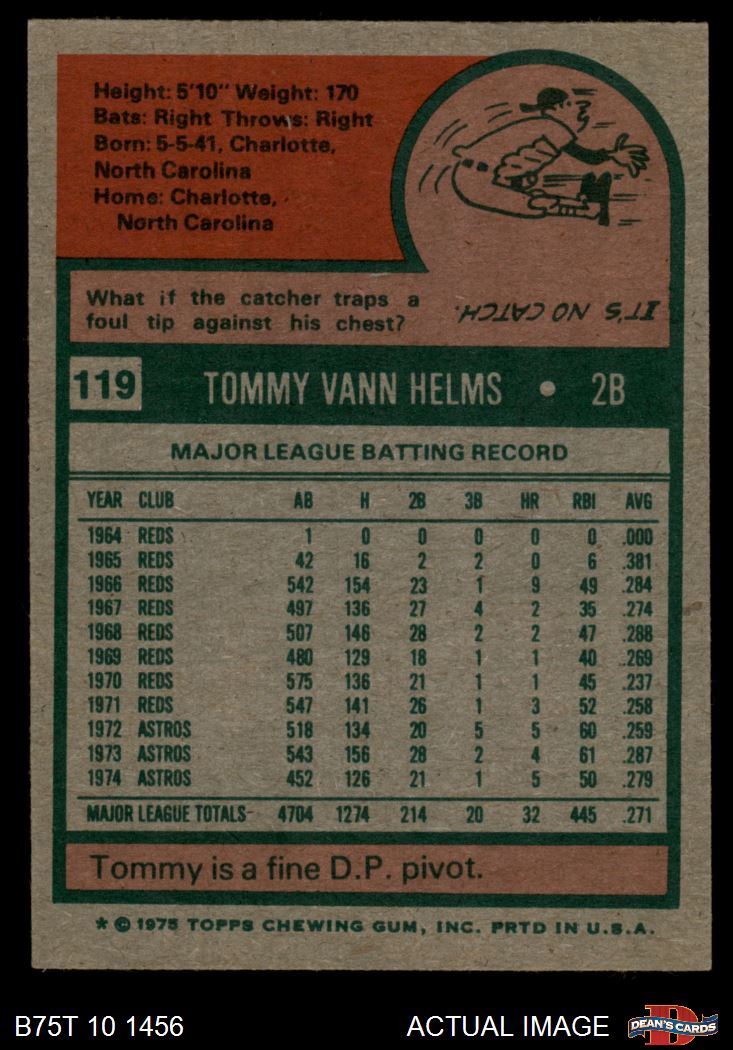 Height: 5'10" Weight: 170
Bats: Right Throws: Right
Born: 5-5-41, Charlotte,
North Carolina
Home: Charlotte,
North Carolina
What if the catcher traps a
foul tip against his chest?
IT'S NO CATCH.
119 TOMMY VANN HELMS • 2B
MAJOR LEAGUE BATTING RECORD
YEAR CLUB AB H 2B 3B HR RBI AVG
1964 REDS 1 0 0 0 0 0 .000
1965 REDS 42 16 2 2 0 6 .381
1966 REDS 542 154 23 1 9 49 .284
1967 REDS 497 136 27 4 2 35 .274
1968 REDS 507 146 28 2 2 47 .288
1969 REDS 480 129 18 1 1 40 .269
1970 REDS 575 136 21 1 1 45 .237
1971 REDS 547 141 26 1 3 52 .258
1972 ASTROS 518 134 20 5 5 60 .259
1973 ASTROS 543 156 28 2 4 61 .287
1974 ASTROS 452 126 21 1 5 50 .279
MAJOR LEAGUE TOTALS- 4704 1274 214 20 32 445 .271
Tommy is a fine D.P. pivot.
* © 1975 TOPPS CHEWING GUM, INC. PRTD IN U.S.A.
B75T 10 1456 ACTUAL IMAGE DEAN'S CARDS